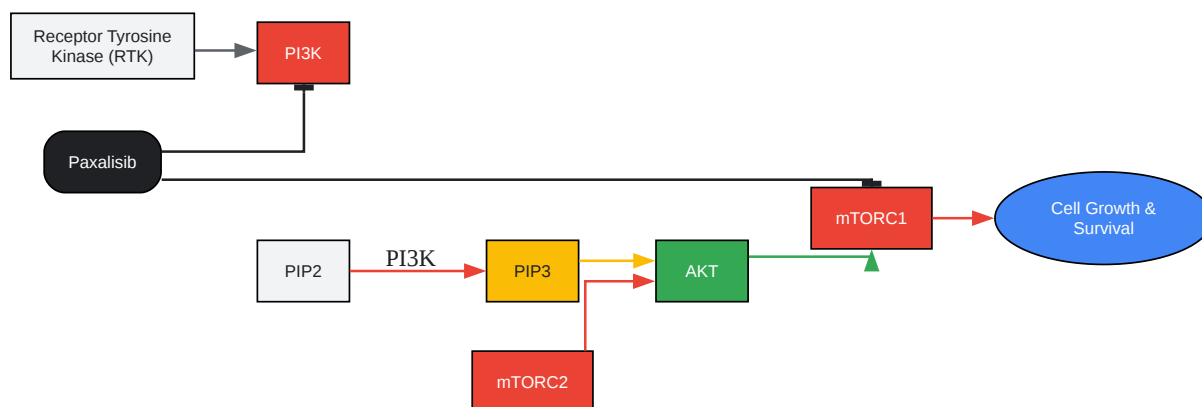 Receptor Tyrosine
Kinase (RTK)
PI3K
Paxalisib
mTORC1
Cell Growth &
Survival
PIP2
PI3K
PIP3
AKT
mTORC2